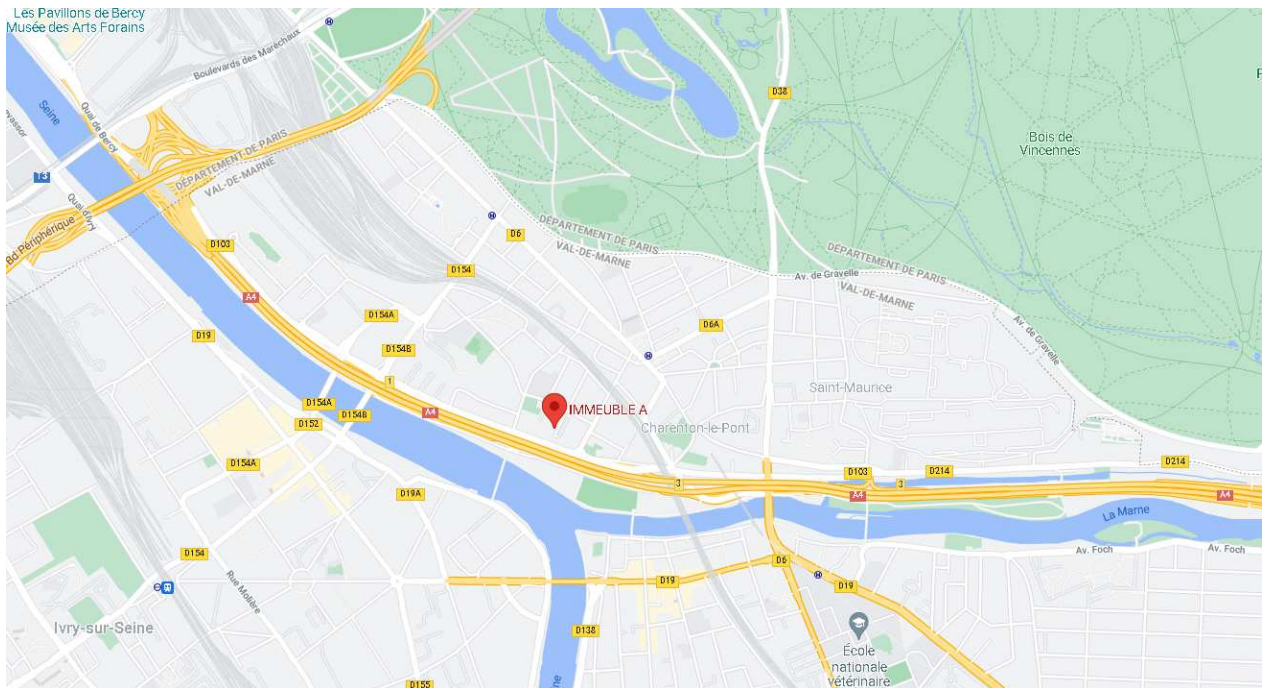 Les Pavillons de Bercy
Musée des Arts Forains
Boulevards des Maréchaux
Seine
Quai de Bercy
D38
Bois de
Vincennes
DÉPARTEMENT DE PARIS
VAL-DE-MARNE
T3
Quai d'Ivry
Bd Périphérique
D6
DÉPARTEMENT DE PARIS
VAL-DE-MARNE
D103
D154
Av. de Gravelle
DÉPARTEMENT DE PARIS
VAL-DE-MARNE
A4
D154A
D6A
Av. de Gravelle
D19
D154B
1
Saint-Maurice
D154A
A4
IMMEUBLE A
D154B
D152
Charenton-le-Pont
D154A
D103
D214
D214
3
3
D19A
A4
A4
La Marne
D154
Rue Molière
Av. Foch
Av. Foch
D6
D19
D19
Ivry-sur-Seine
D138
École
nationale
vétérinaire
D155